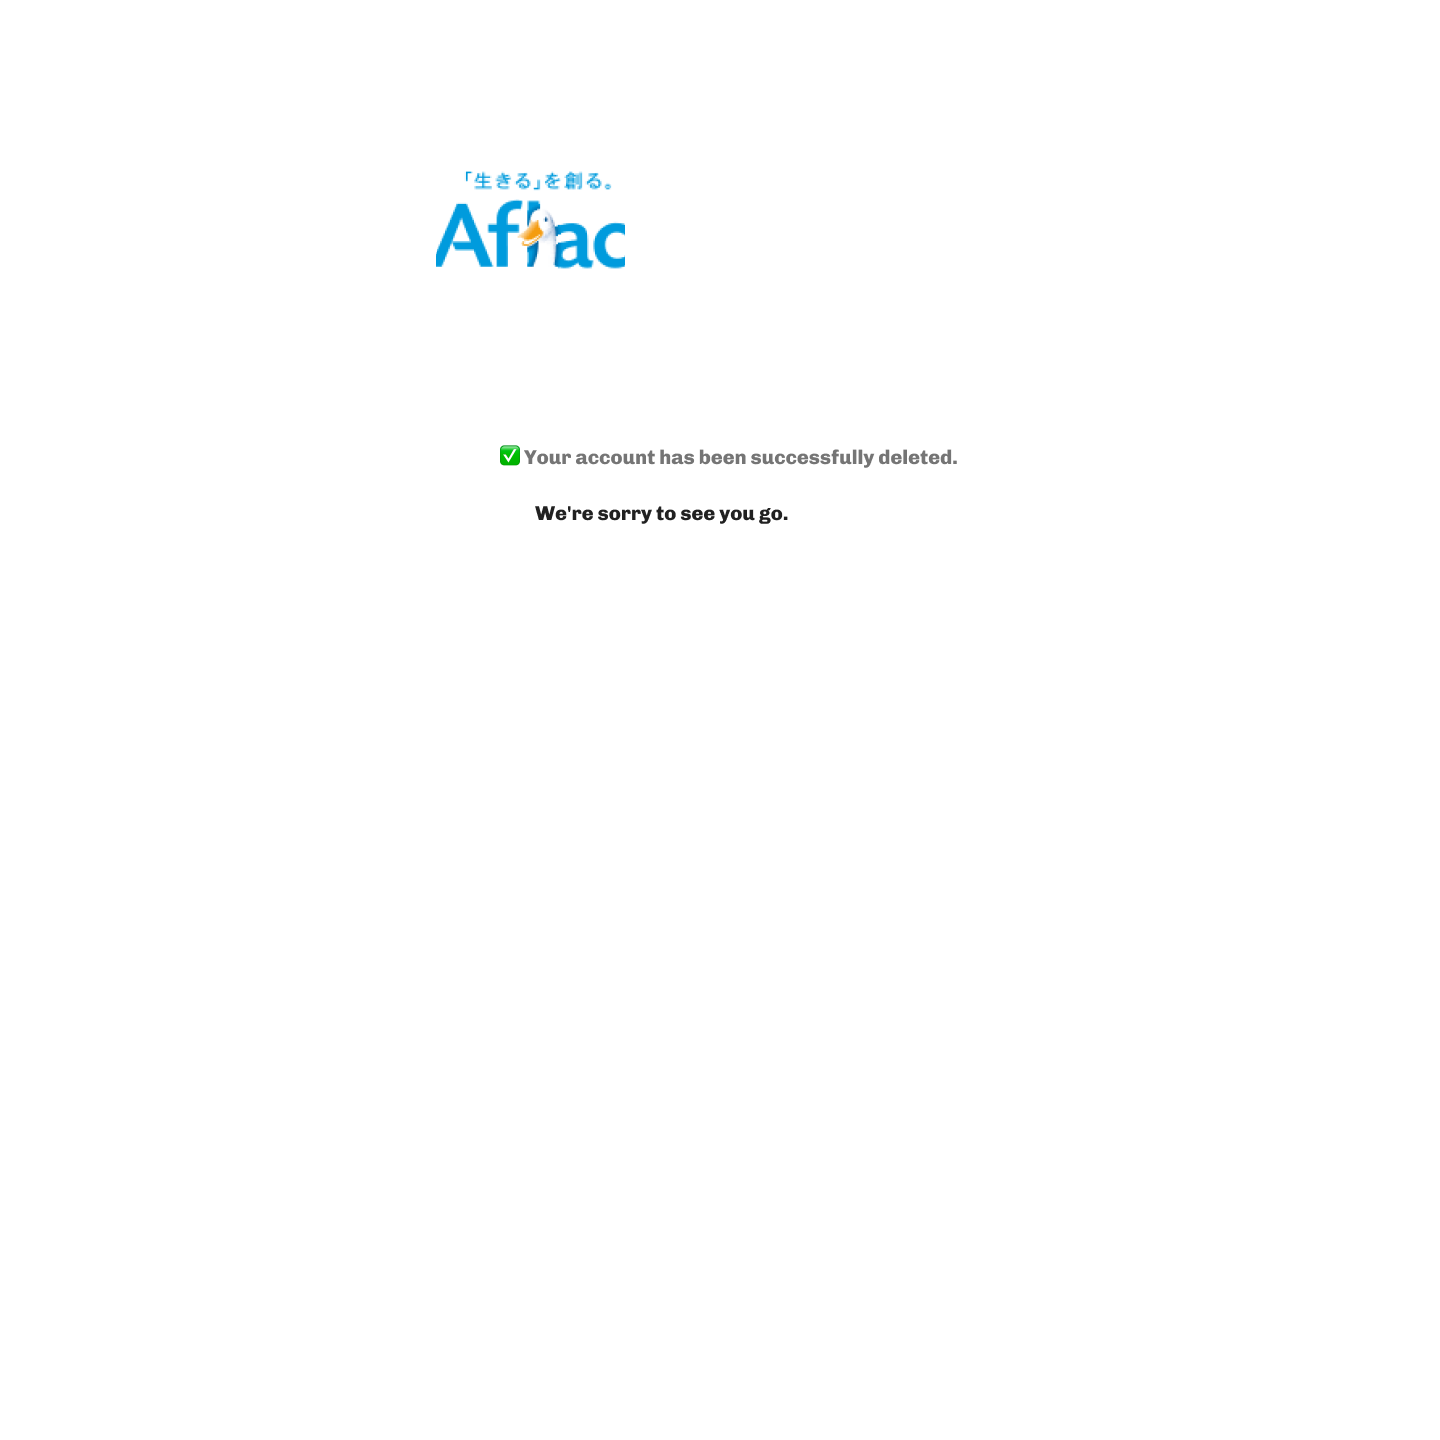 「生きる」を創る。
Aflac
✅ Your account has been successfully deleted.
We're sorry to see you go.